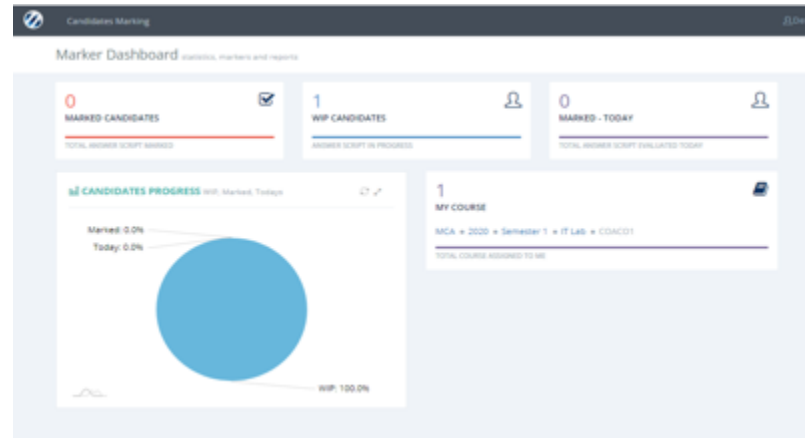 Candidates Marking
Marker Dashboard statistics, markers and reports
0
MARKED CANDIDATES
TOTAL ANSWER SCRIPT MARKED
1
WIP CANDIDATES
ANSWER SCRIPT IN PROGRESS
0
MARKED - TODAY
TOTAL ANSWER SCRIPT EVALUATED TODAY
CANDIDATES PROGRESS WIP, Marked, Todays
Marked: 0.0%
Today: 0.0%
WIP: 100.0%
1
MY COURSE
MCA 2020 Semester 1 IT Lab COACO1
TOTAL COURSE ASSIGNED TO ME